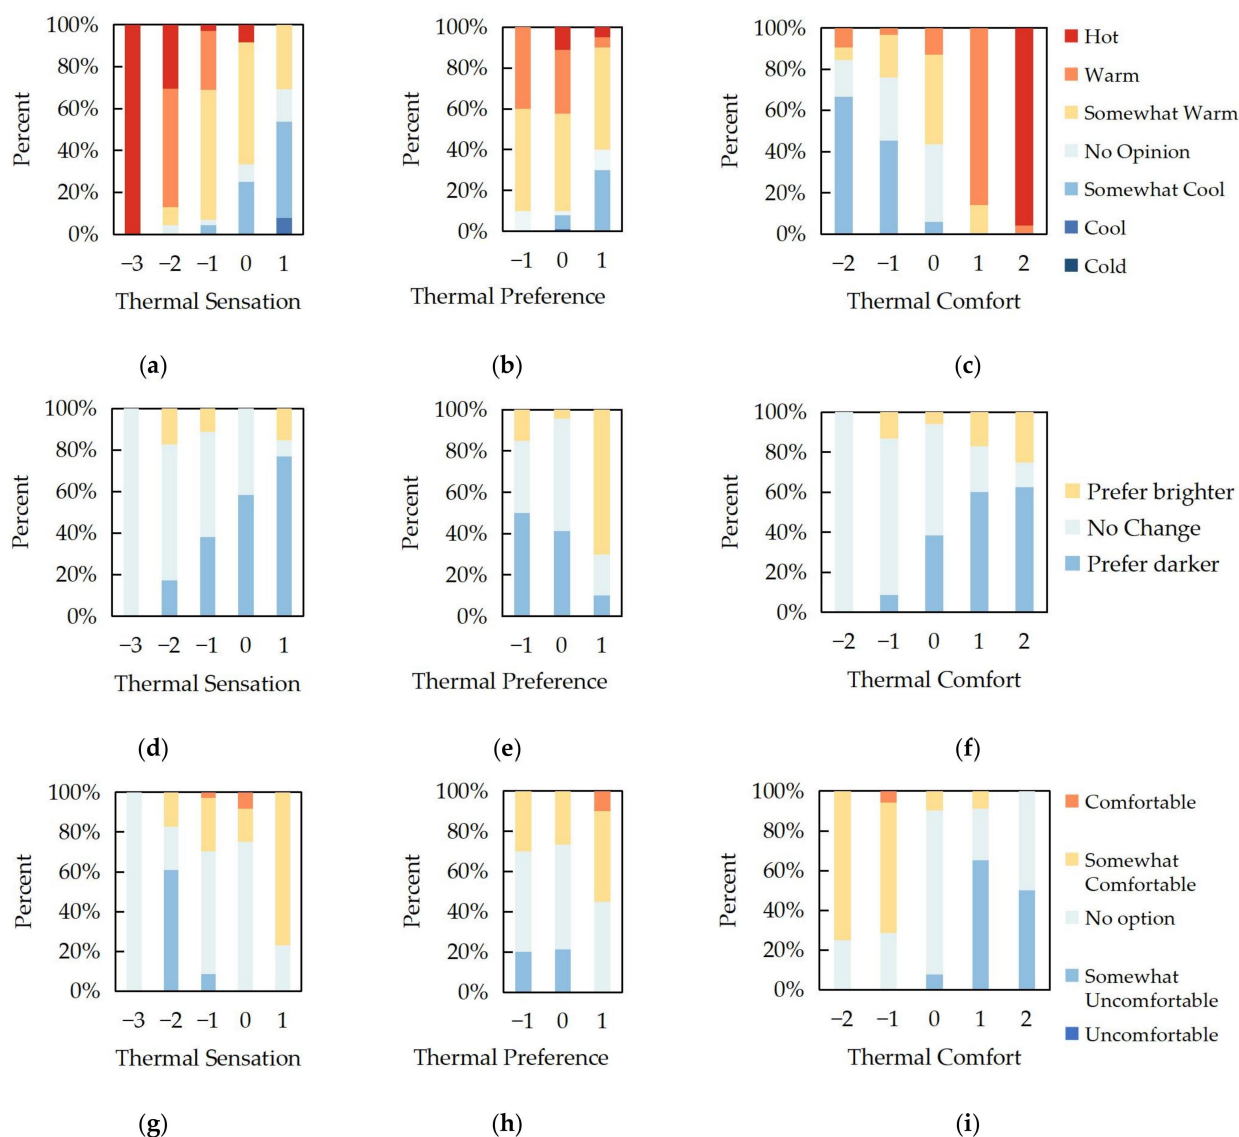 100%
80%
60%
40%
20%
0%
Percent
−3 −2 −1 0 1
Thermal Sensation
(a)
100%
80%
60%
40%
20%
0%
Percent
−1 0 1
Thermal Preference
(b)
100%
80%
60%
40%
20%
0%
Percent
−2 −1 0 1 2
Thermal Comfort
(c)
Hot
Warm
Somewhat Warm
No Opinion
Somewhat Cool
Cool
Cold
100%
80%
60%
40%
20%
0%
Percent
−3 −2 −1 0 1
Thermal Sensation
(d)
100%
80%
60%
40%
20%
0%
Percent
−1 0 1
Thermal Preference
(e)
100%
80%
60%
40%
20%
0%
Percent
−2 −1 0 1 2
Thermal Comfort
(f)
Prefer brighter
No Change
Prefer darker
100%
80%
60%
40%
20%
0%
Percent
−3 −2 −1 0 1
Thermal Sensation
(g)
100%
80%
60%
40%
20%
0%
Percent
−1 0 1
Thermal Preference
(h)
100%
80%
60%
40%
20%
0%
Percent
−2 −1 0 1 2
Thermal Comfort
(i)
Comfortable
Somewhat
Comfortable
No option
Somewhat
Uncomfortable
Uncomfortable